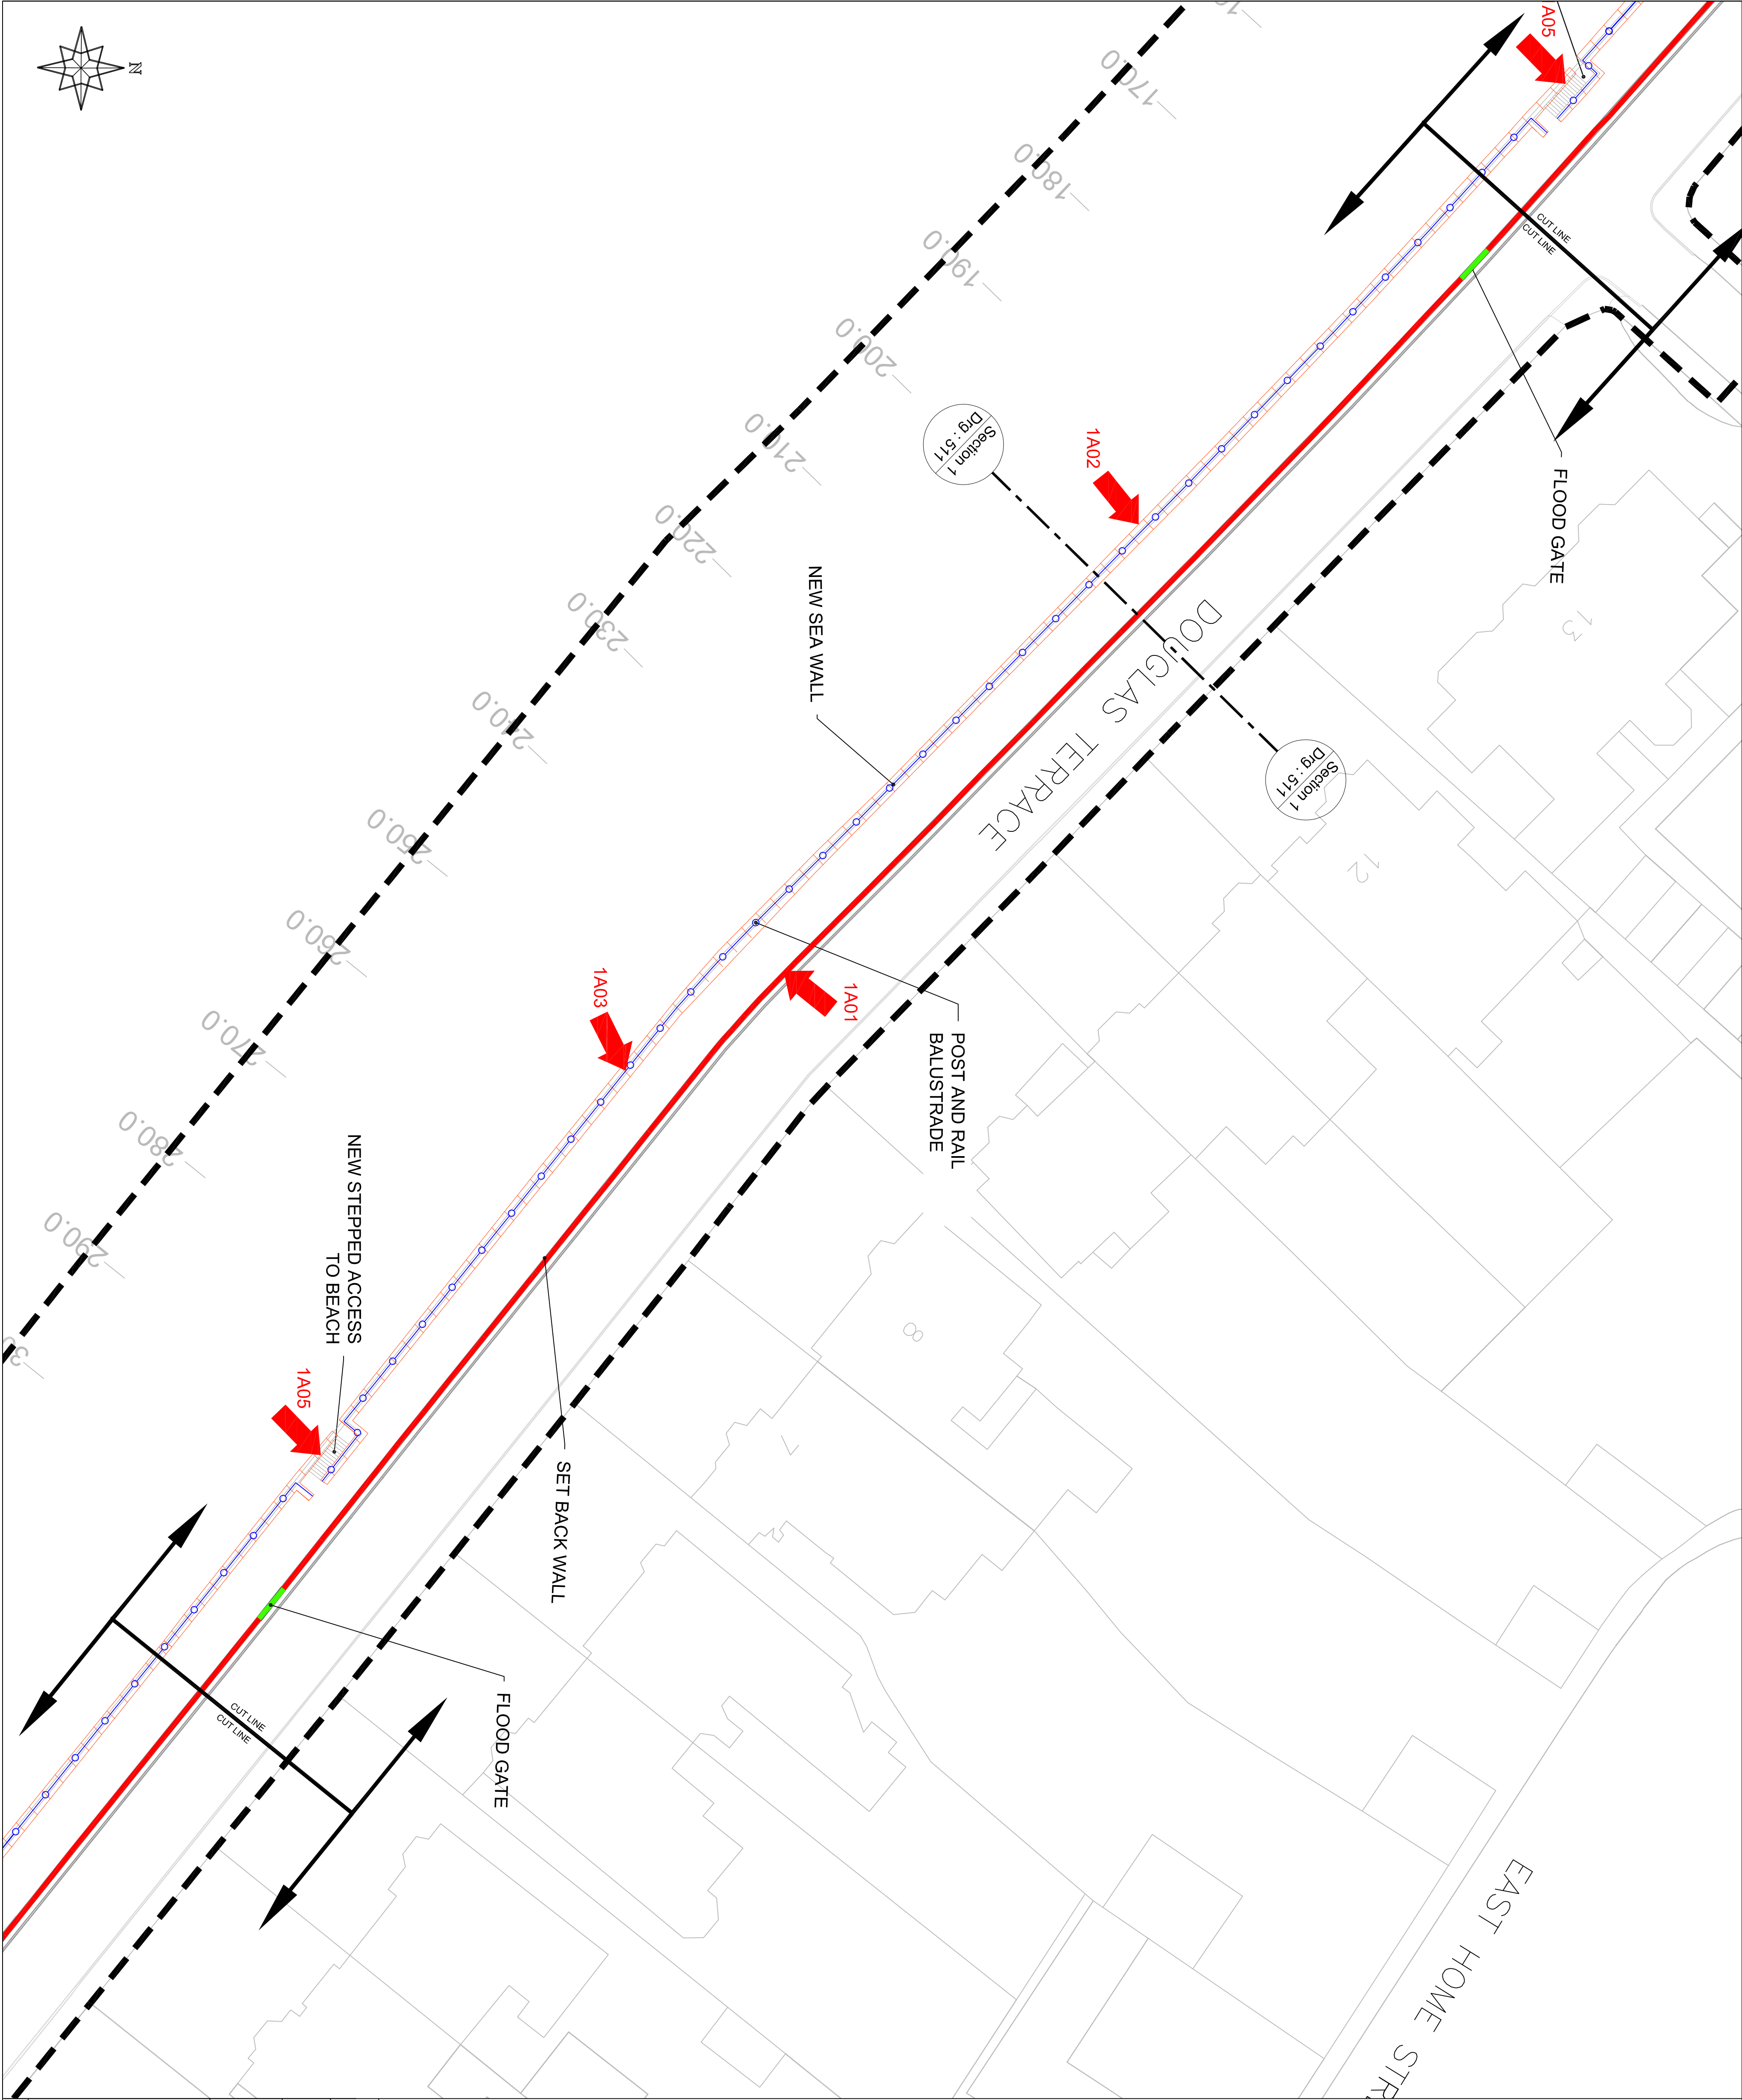 N
A05
170.0
180.0
190.0
200.0
210.0
220.0
230.0
240.0
250.0
260.0
270.0
280.0
290.0
CUT LINE
CUT LINE
FLOOD GATE
13
12
8
7
1A02
Section 1
Drg : 511
Section 1
Drg : 511
DOUGLAS TERRACE
NEW SEA WALL
1A01
POST AND RAIL
BALUSTRADE
1A03
NEW STEPPED ACCESS
TO BEACH
1A05
SET BACK WALL
FLOOD GATE
CUT LINE
CUT LINE
EAST HOME STR